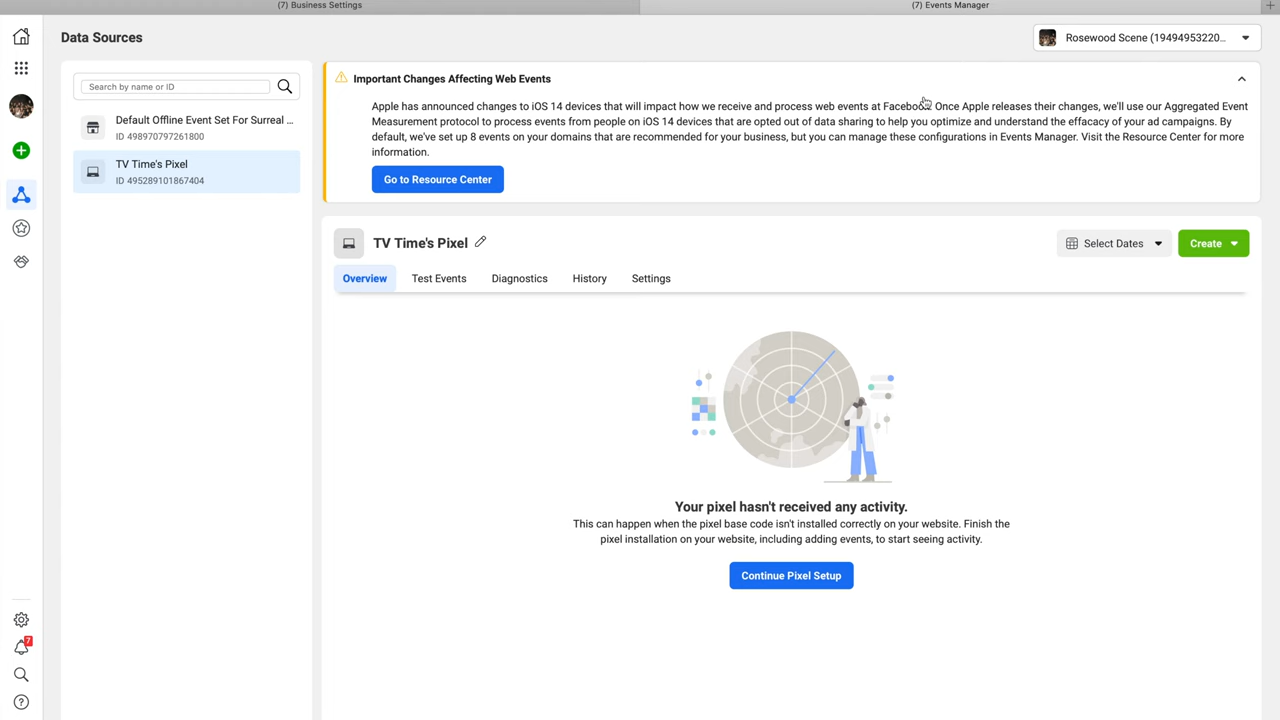 (7) Business Settings
(7) Events Manager
Data Sources
Rosewood Scene (19494953220...
Search by name or ID
Default Offline Event Set For Surreal ...
ID 498970797261800
TV Time's Pixel
ID 495289101867404
Important Changes Affecting Web Events
Apple has announced changes to iOS 14 devices that will impact how we receive and process web events at Facebook. Once Apple releases their changes, we'll use our Aggregated Event
Measurement protocol to process events from people on iOS 14 devices that are opted out of data sharing to help you optimize and understand the effecacy of your ad campaigns. By
default, we've set up 8 events on your domains that are recommended for your business, but you can manage these configurations in Events Manager. Visit the Resource Center for more
information.
Go to Resource Center
TV Time's Pixel
Select Dates
Create
Overview
Test Events
Diagnostics
History
Settings
Your pixel hasn't received any activity.
This can happen when the pixel base code isn't installed correctly on your website. Finish the
pixel installation on your website, including adding events, to start seeing activity.
Continue Pixel Setup
7